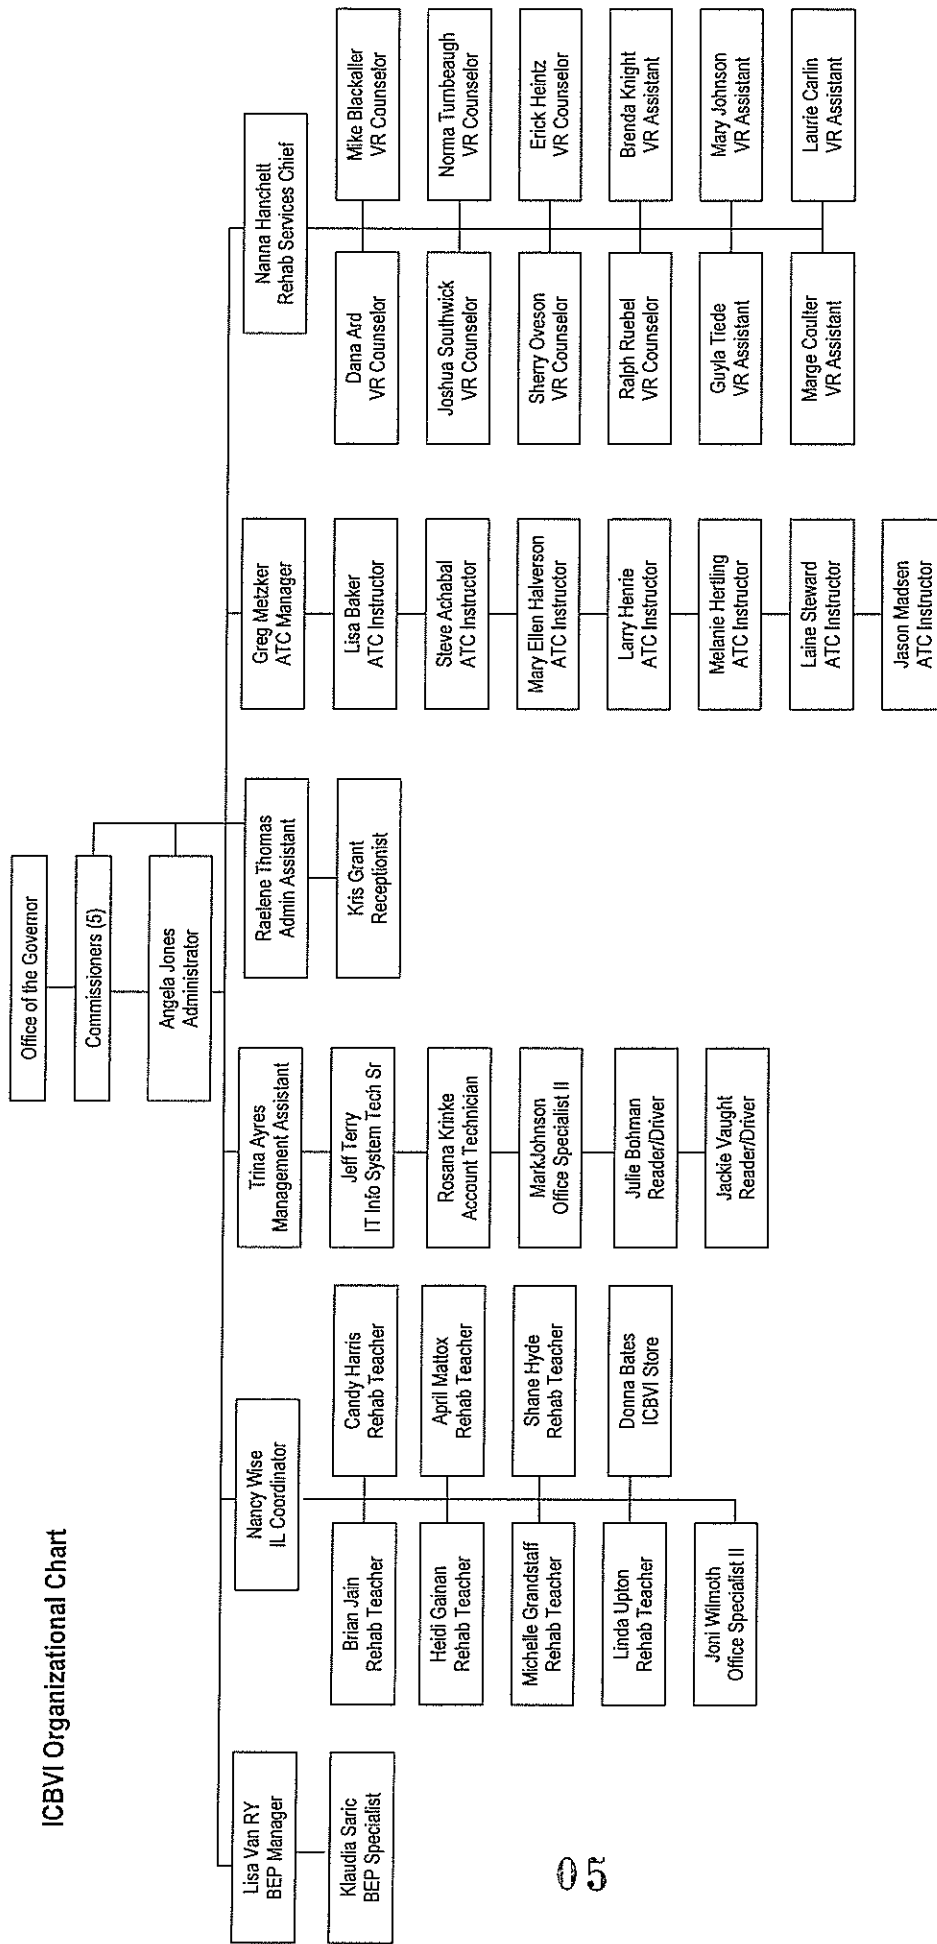 ICBVI Organizational Chart
Office of the Governor
Commissioners (5)
Angela Jones
Administrator
Lisa Van RY
BEP Manager
Klaudia Saric
BEP Specialist
Nancy Wise
IL Coordinator
Brian Jain
Rehab Teacher
Candy Harris
Rehab Teacher
Heidi Gainan
Rehab Teacher
April Mattox
Rehab Teacher
Michelle Grandstaff
Rehab Teacher
Shane Hyde
Rehab Teacher
Linda Upton
Rehab Teacher
Donna Bates
ICBVI Store
Joni Wilmoth
Office Specialist II
Trina Ayres
Management Assistant
Jeff Terry
IT Info System Tech Sr
Rosana Krinke
Account Technician
MarkJohnson
Office Specialist II
Julie Bohman
Reader/Driver
Jackie Vaught
Reader/Driver
Raelene Thomas
Admin Assistant
Kris Grant
Receptionist
Greg Metzker
ATC Manager
Lisa Baker
ATC Instructor
Steve Achabal
ATC Instructor
Mary Ellen Halverson
ATC Instructor
Larry Henrie
ATC Instructor
Melanie Hertling
ATC Instructor
Laine Steward
ATC Instructor
Jason Madsen
ATC Instructor
Nanna Hanchett
Rehab Services Chief
Dana Ard
VR Counselor
Mike Blackaller
VR Counselor
Joshua Southwick
VR Counselor
Norma Turnbeaugh
VR Counselor
Sherry Oveson
VR Counselor
Erick Heintz
VR Counselor
Ralph Ruebel
VR Counselor
Brenda Knight
VR Assistant
Guyla Tiede
VR Assistant
Mary Johnson
VR Assistant
Marge Coulter
VR Assistant
Laurie Carlin
VR Assistant
05